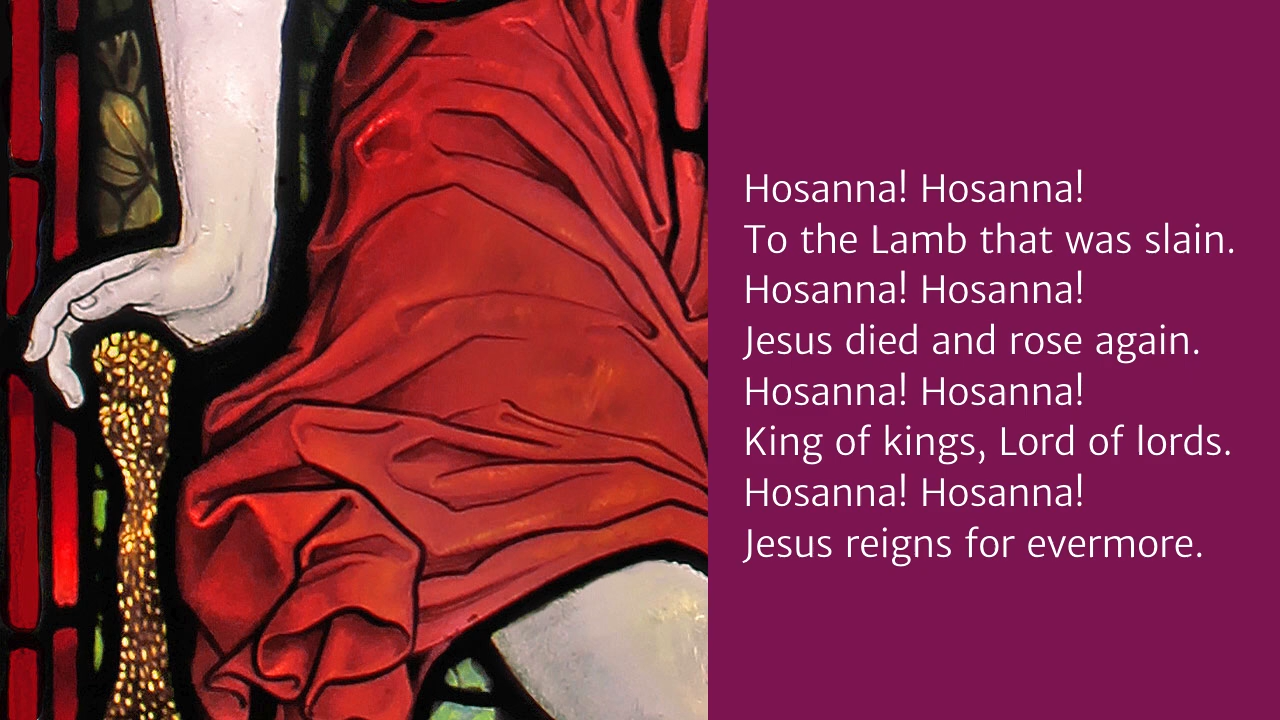 Hosanna! Hosanna!
To the Lamb that was slain.
Hosanna! Hosanna!
Jesus died and rose again.
Hosanna! Hosanna!
King of kings, Lord of lords.
Hosanna! Hosanna!
Jesus reigns for evermore.